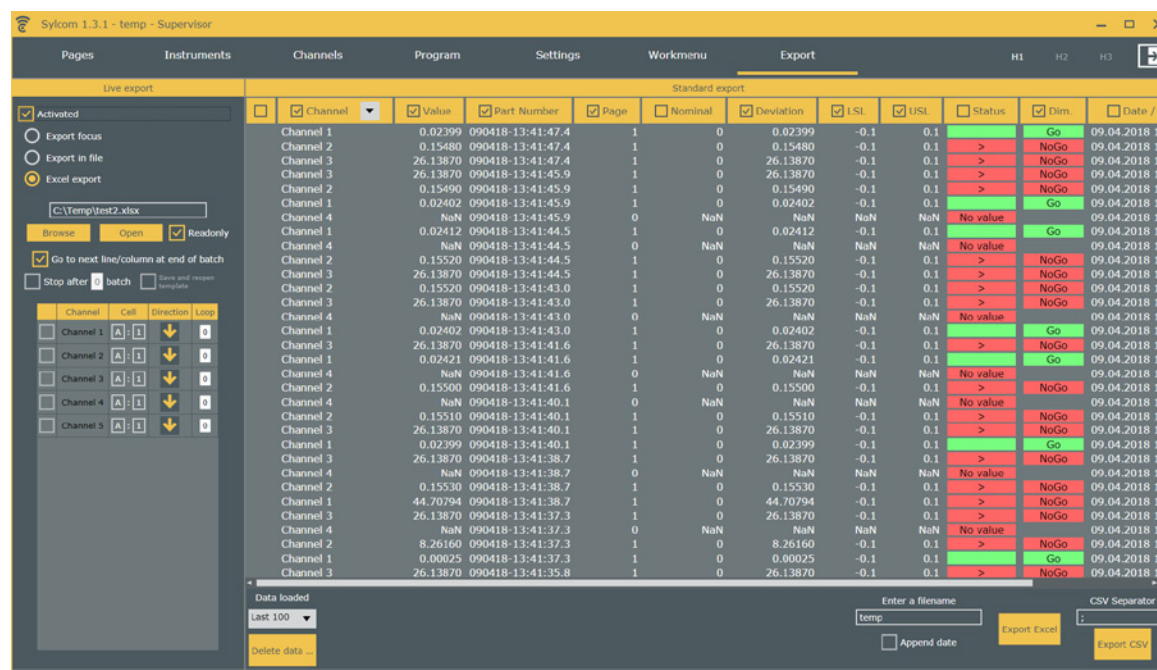 Sylcom 1.3.1 - temp - Supervisor
Pages Instruments Channels Program Settings Workmenu Export H1 H2 H3
Live export
Activated
Export focus
Export in file
Excel export
C:\Temp\test2.xlsx
Browse Open Readonly
Go to next line/column at end of batch
Stop after 0 batch Save and reopen
template
Channel Cell Direction Loop
Channel 1 A : 1 0
Channel 2 A : 1 0
Channel 3 A : 1 0
Channel 4 A : 1 0
Channel 5 A : 1 0
Standard export
Channel Value Part Number Page Nominal Deviation LSL USL Status Dim. Date /
Channel 1 0.02399 090418-13:41:47.4 1 0 0.02399 -0.1 0.1 Go 09.04.2018 1
Channel 2 0.15480 090418-13:41:47.4 1 0 0.15480 -0.1 0.1 > NoGo 09.04.2018 1
Channel 3 26.13870 090418-13:41:47.4 1 0 26.13870 -0.1 0.1 > NoGo 09.04.2018 1
Channel 3 26.13870 090418-13:41:45.9 1 0 26.13870 -0.1 0.1 > NoGo 09.04.2018 1
Channel 2 0.15490 090418-13:41:45.9 1 0 0.15490 -0.1 0.1 > NoGo 09.04.2018 1
Channel 1 0.02402 090418-13:41:45.9 1 0 0.02402 -0.1 0.1 Go 09.04.2018 1
Channel 4 NaN 090418-13:41:45.9 0 NaN NaN NaN NaN No value 09.04.2018 1
Channel 1 0.02412 090418-13:41:44.5 1 0 0.02412 -0.1 0.1 Go 09.04.2018 1
Channel 4 NaN 090418-13:41:44.5 0 NaN NaN NaN NaN No value 09.04.2018 1
Channel 2 0.15520 090418-13:41:44.5 1 0 0.15520 -0.1 0.1 > NoGo 09.04.2018 1
Channel 3 26.13870 090418-13:41:44.5 1 0 26.13870 -0.1 0.1 > NoGo 09.04.2018 1
Channel 2 0.15520 090418-13:41:43.0 1 0 0.15520 -0.1 0.1 > NoGo 09.04.2018 1
Channel 3 26.13870 090418-13:41:43.0 1 0 26.13870 -0.1 0.1 > NoGo 09.04.2018 1
Channel 4 NaN 090418-13:41:43.0 0 NaN NaN NaN NaN No value 09.04.2018 1
Channel 1 0.02402 090418-13:41:43.0 1 0 0.02402 -0.1 0.1 Go 09.04.2018 1
Channel 3 26.13870 090418-13:41:41.6 1 0 26.13870 -0.1 0.1 > NoGo 09.04.2018 1
Channel 1 0.02421 090418-13:41:41.6 1 0 0.02421 -0.1 0.1 Go 09.04.2018 1
Channel 4 NaN 090418-13:41:41.6 0 NaN NaN NaN NaN No value 09.04.2018 1
Channel 2 0.15500 090418-13:41:41.6 1 0 0.15500 -0.1 0.1 > NoGo 09.04.2018 1
Channel 4 NaN 090418-13:41:40.1 0 NaN NaN NaN NaN No value 09.04.2018 1
Channel 2 0.15510 090418-13:41:40.1 1 0 0.15510 -0.1 0.1 > NoGo 09.04.2018 1
Channel 3 26.13870 090418-13:41:40.1 1 0 26.13870 -0.1 0.1 > NoGo 09.04.2018 1
Channel 1 0.02399 090418-13:41:40.1 1 0 0.02399 -0.1 0.1 Go 09.04.2018 1
Channel 3 26.13870 090418-13:41:38.7 1 0 26.13870 -0.1 0.1 > NoGo 09.04.2018 1
Channel 4 NaN 090418-13:41:38.7 0 NaN NaN NaN NaN No value 09.04.2018 1
Channel 2 0.15530 090418-13:41:38.7 1 0 0.15530 -0.1 0.1 > NoGo 09.04.2018 1
Channel 1 44.70794 090418-13:41:38.7 1 0 44.70794 -0.1 0.1 > NoGo 09.04.2018 1
Channel 3 26.13870 090418-13:41:37.3 1 0 26.13870 -0.1 0.1 > NoGo 09.04.2018 1
Channel 4 NaN 090418-13:41:37.3 0 NaN NaN NaN NaN No value 09.04.2018 1
Channel 2 8.26160 090418-13:41:37.3 1 0 8.26160 -0.1 0.1 > NoGo 09.04.2018 1
Channel 1 0.00025 090418-13:41:37.3 1 0 0.00025 -0.1 0.1 Go 09.04.2018 1
Channel 3 26.13870 090418-13:41:35.8 1 0 26.13870 -0.1 0.1 > NoGo 09.04.2018 1
Data loaded
Last 100
Delete data ...
Enter a filename
temp
Append date
Export Excel
CSV Separator
;
Export CSV